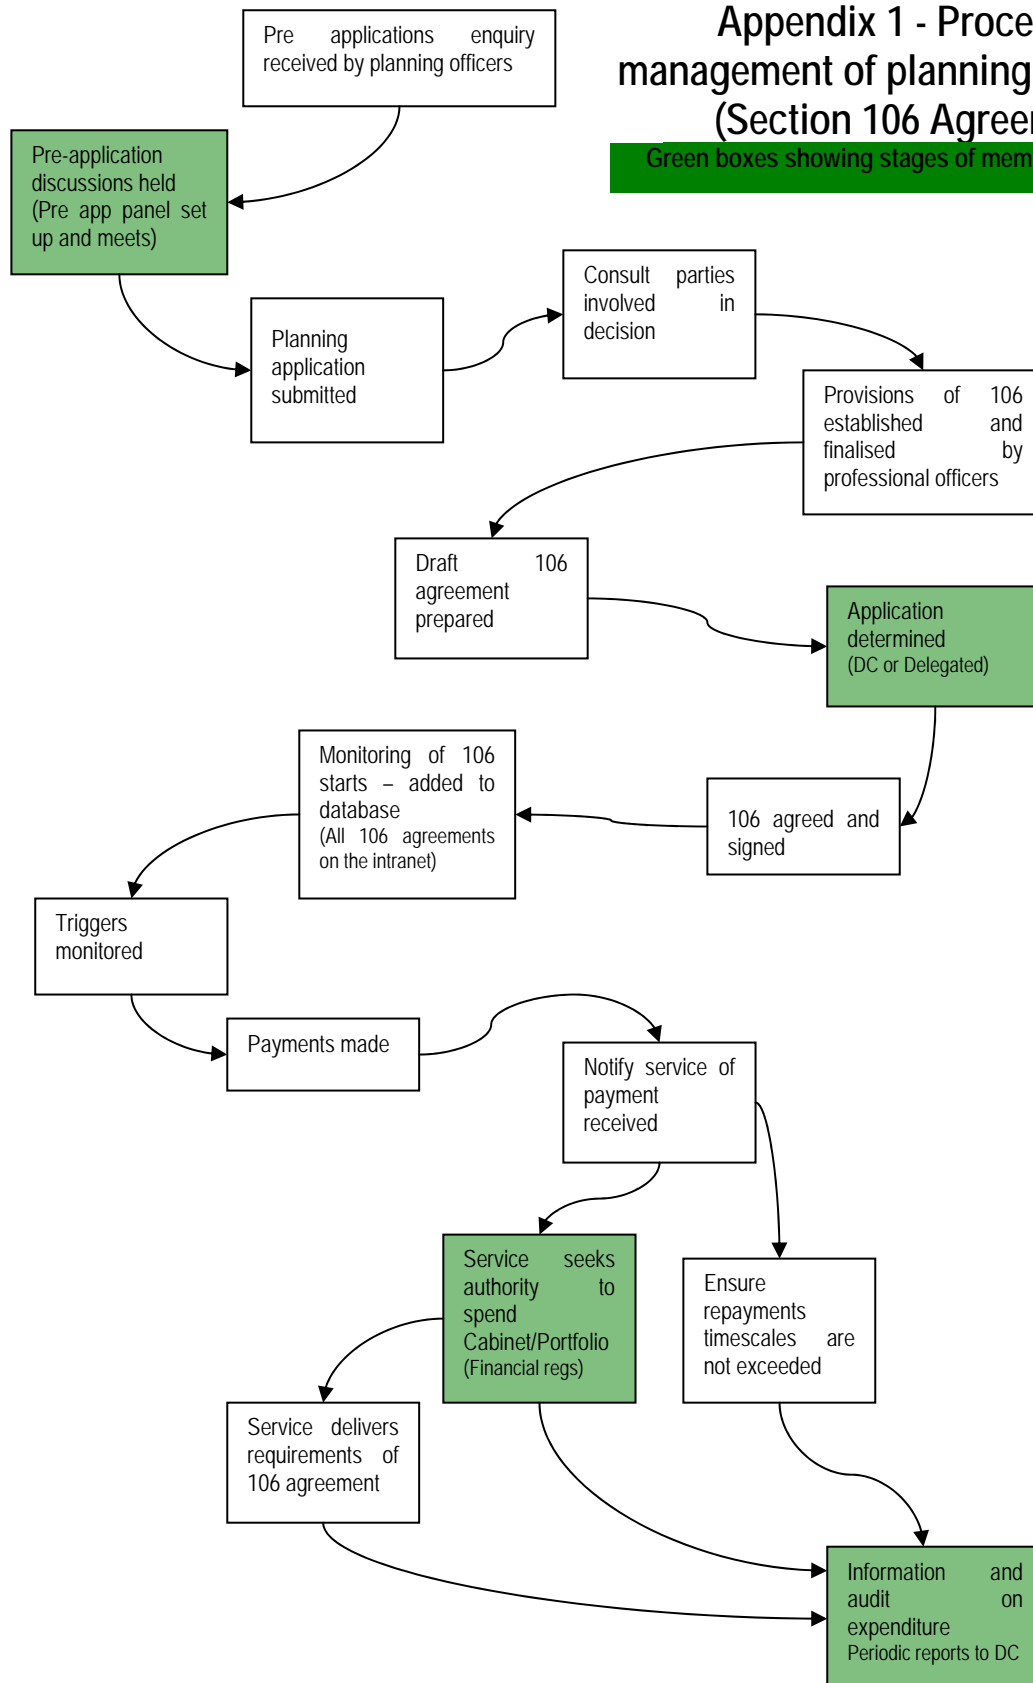 Appendix 1 - Proce
management of planning
(Section 106 Agree
Green boxes showing stages of mem
Pre applications enquiry
received by planning officers
Pre-application
discussions held
(Pre app panel set
up and meets)
Planning
application
submitted
Consult parties
involved in
decision
Provisions of 106
established and
finalised by
professional officers
Draft 106
agreement
prepared
Application
determined
(DC or Delegated)
106 agreed and
signed
Monitoring of 106
starts – added to
database
(All 106 agreements
on the intranet)
Triggers
monitored
Payments made
Notify service of
payment
received
Service seeks
authority to
spend
Cabinet/Portfolio
(Financial regs)
Ensure
repayments
timescales are
not exceeded
Service delivers
requirements of
106 agreement
Information and
audit on
expenditure
Periodic reports to DC